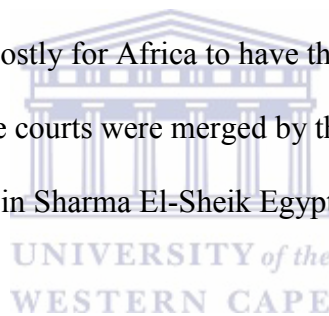 ostly for Africa to have th
e courts were merged by th
in Sharma El-Sheik Egypt
UNIVERSITY of the
WESTERN CAPE